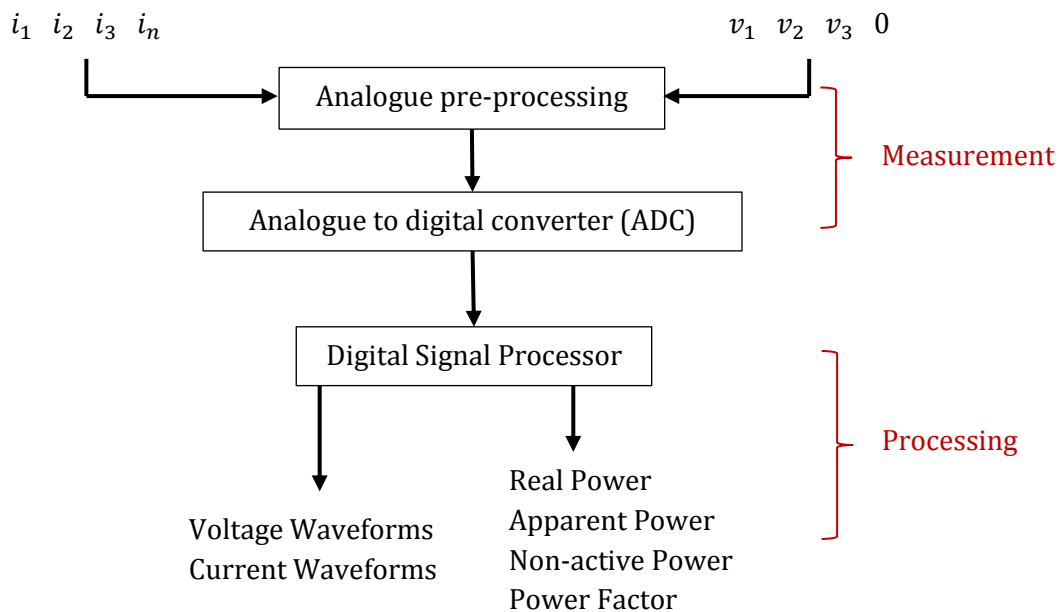 i₁ i₂ i₃ iₙ
v₁ v₂ v₃ 0
Analogue pre-processing
Measurement
Analogue to digital converter (ADC)
Digital Signal Processor
Processing
Voltage Waveforms
Current Waveforms
Real Power
Apparent Power
Non-active Power
Power Factor